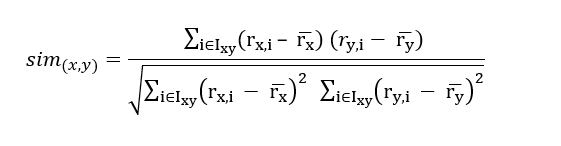 sim(x,y) = ∑i∈Ixy(rx,i – r̅x) (ry,i − r̅y) / √∑i∈Ixy(rx,i − r̅x)² ∑i∈Ixy(ry,i − r̅y)²